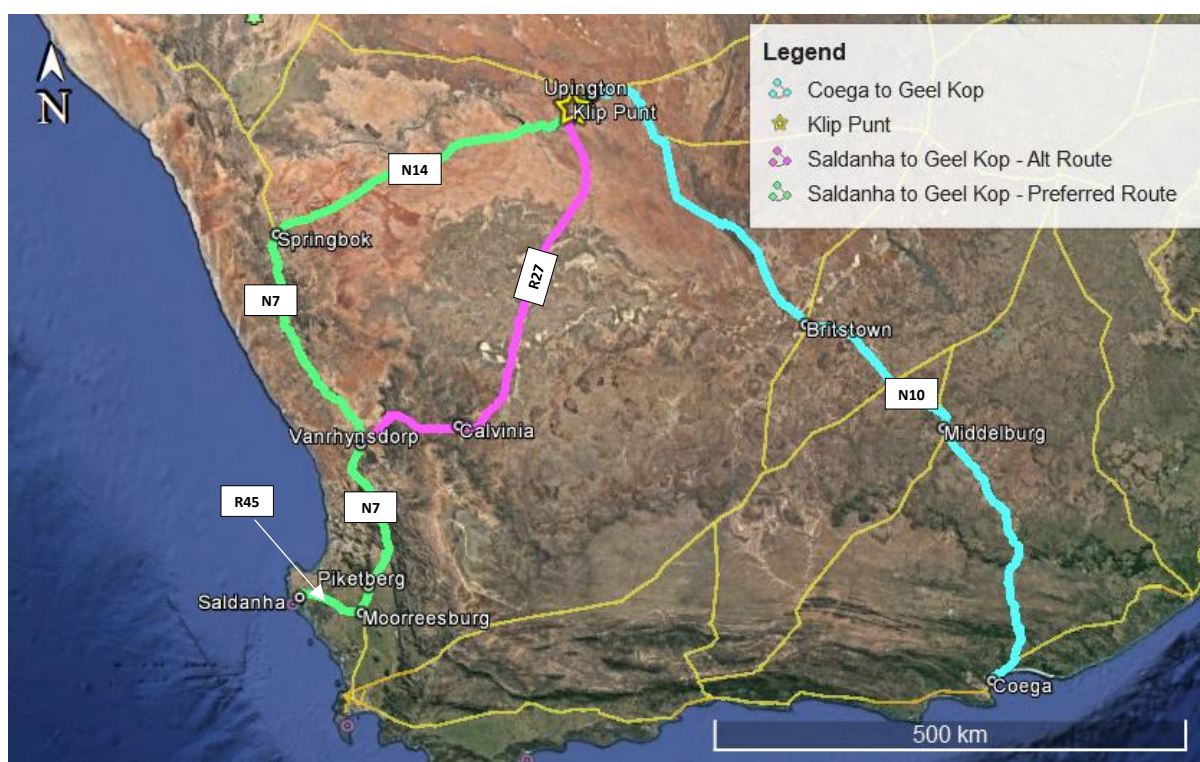 N
Legend
Coega to Geel Kop
Klip Punt
Saldanha to Geel Kop - Alt Route
Saldanha to Geel Kop - Preferred Route
Upington
Klip Punt
N14
Springbok
R27
N7
Britstown
N10
Vanrhynsdorp
Calvinia
Middelburg
R45
N7
Piketberg
Saldanha
Moorreesburg
Coega
500 km